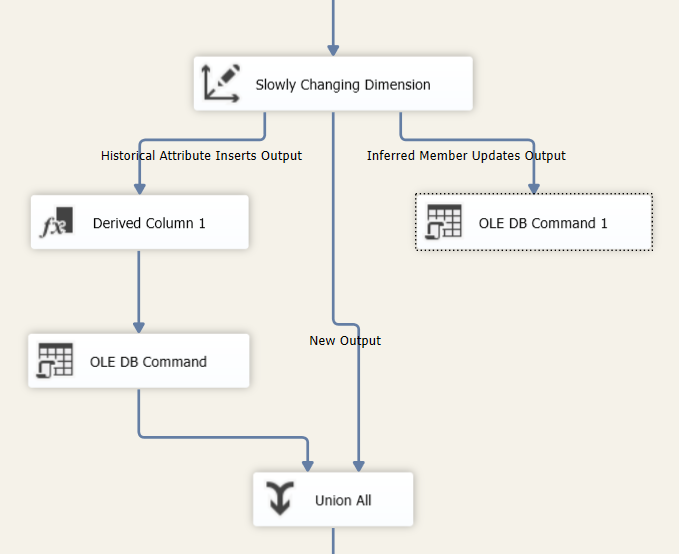 Slowly Changing Dimension
Historical Attribute Inserts Output
Inferred Member Updates Output
Derived Column 1
OLE DB Command 1
New Output
OLE DB Command
Union All